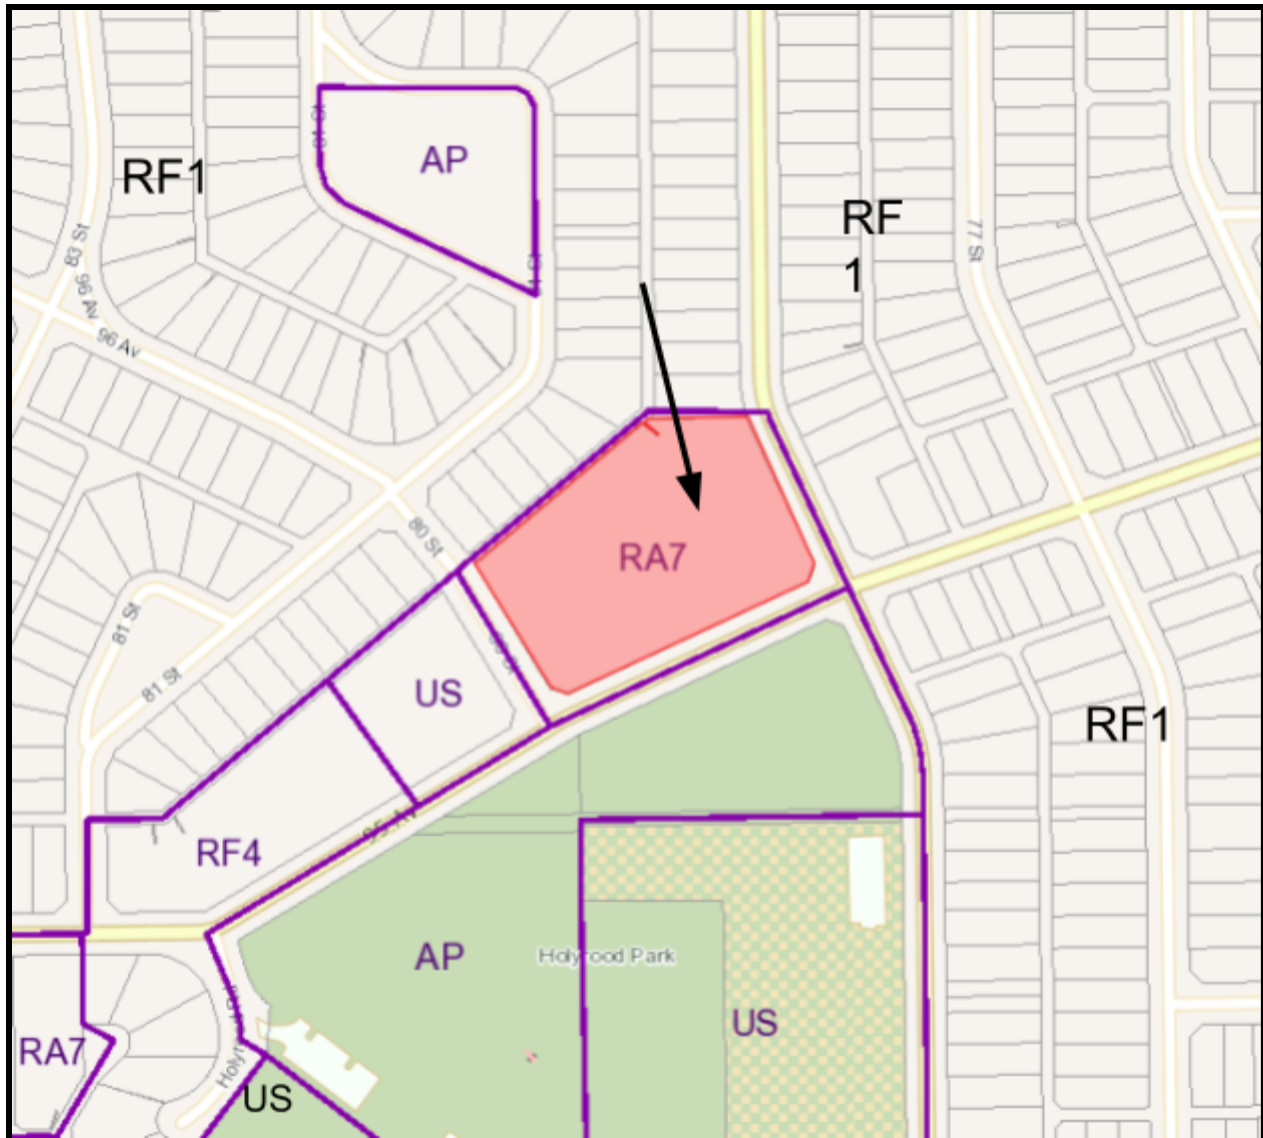 AP
RF1
RF
1
83 St
77 St
96 Av
96 Av
80 St
RA7
81 St
81 St
US
RF1
95 Av
RF4
AP
Holyrood Park
US
RA7
US